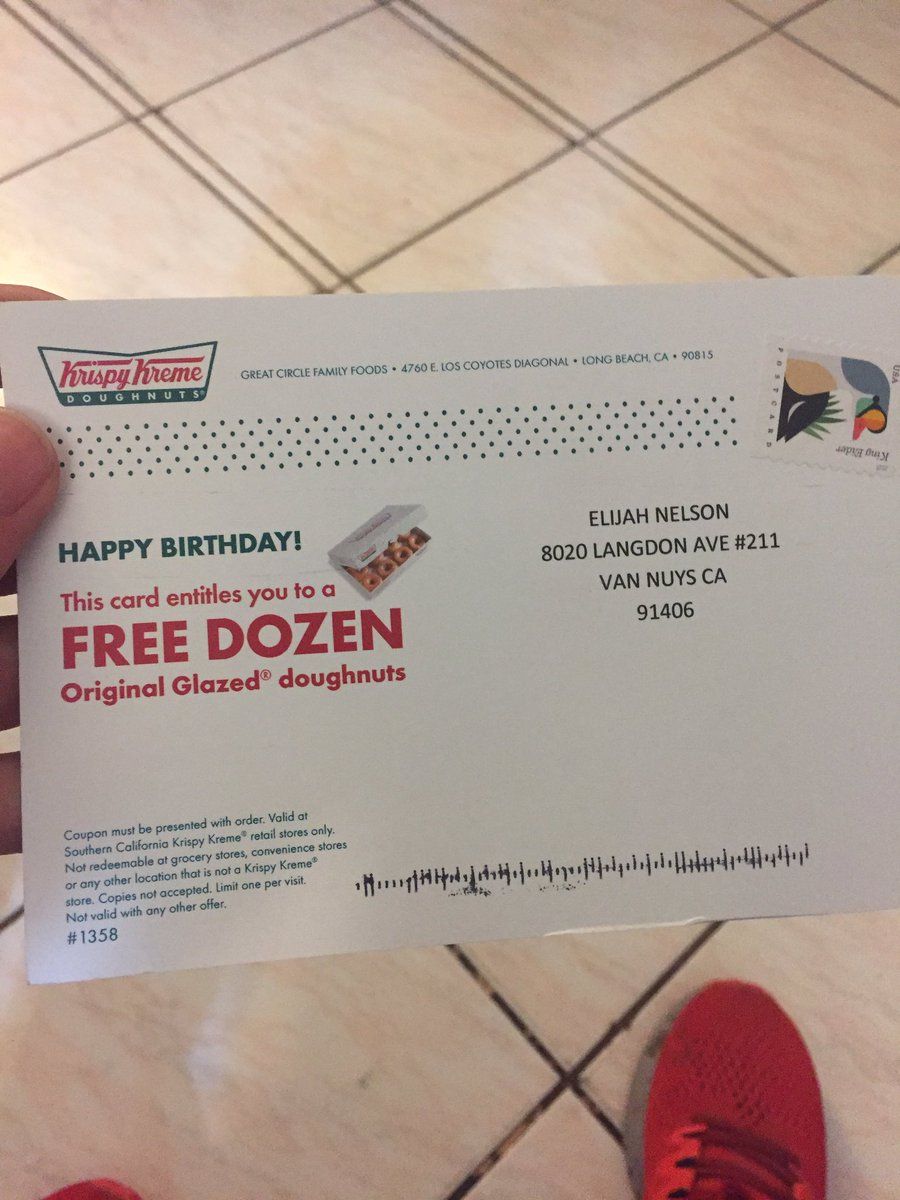 Krispy Kreme
DOUGHNUTS®
GREAT CIRCLE FAMILY FOODS • 4760 E. LOS COYOTES DIAGONAL • LONG BEACH, CA • 90815
POSTCARD
USA
King Eider
HAPPY BIRTHDAY!
This card entitles you to a
FREE DOZEN
Original Glazed® doughnuts
ELIJAH NELSON
8020 LANGDON AVE #211
VAN NUYS CA
91406
Coupon must be presented with order. Valid at
Southern California Krispy Kreme® retail stores only.
Not redeemable at grocery stores, convenience stores
or any other location that is not a Krispy Kreme®
store. Copies not accepted. Limit one per visit.
Not valid with any other offer.
#1358